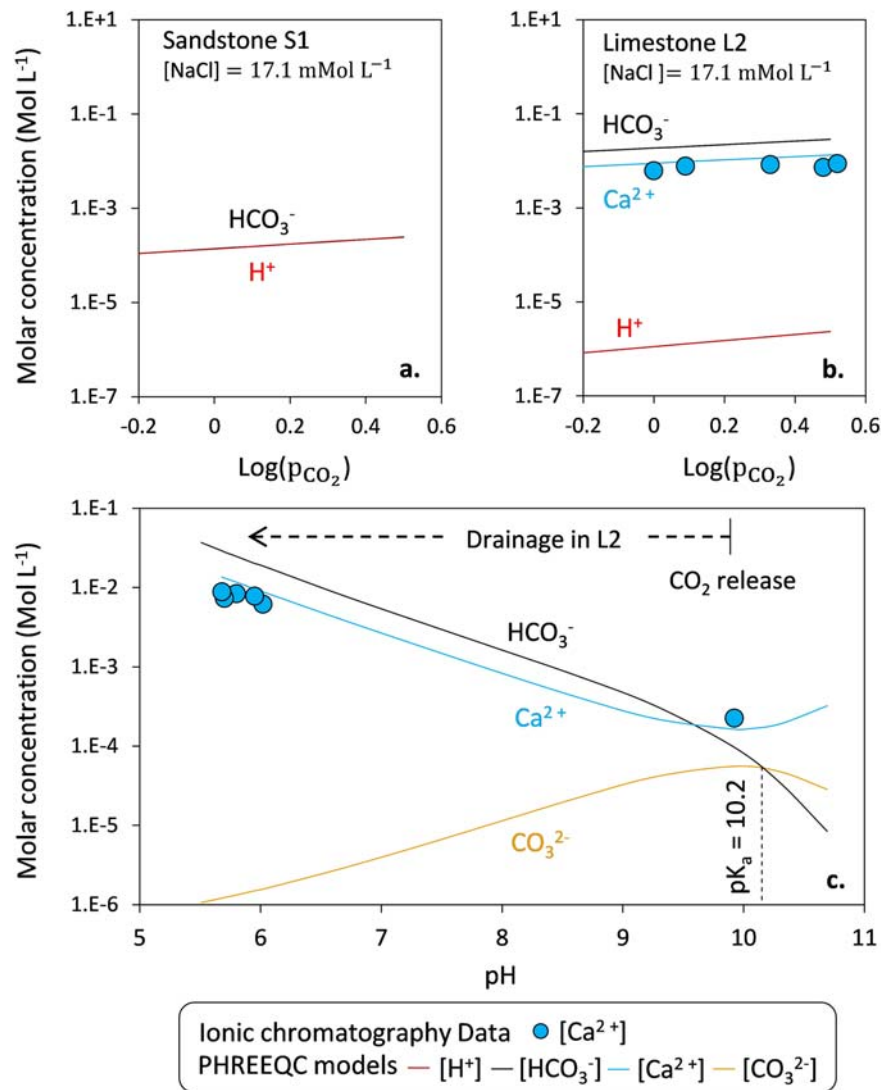 Sandstone S1
[NaCl] = 17.1 mMol L⁻¹
HCO₃⁻
H⁺
a.
1.E+1
1.E-1
1.E-3
1.E-5
1.E-7
-0.2 0 0.2 0.4 0.6
Log(p_CO₂)
Molar concentration (Mol L⁻¹)
Limestone L2
[NaCl ]= 17.1 mMol L⁻¹
HCO₃⁻
Ca²⁺
H⁺
b.
1.E+1
1.E-1
1.E-3
1.E-5
1.E-7
-0.2 0 0.2 0.4 0.6
Log(p_CO₂)
Molar concentration (Mol L⁻¹)
1.E-1
1.E-2
1.E-3
1.E-4
1.E-5
1.E-6
Drainage in L2
CO₂ release
HCO₃⁻
Ca²⁺
CO₃²⁻
pKₐ = 10.2
c.
5 6 7 8 9 10 11
pH
Ionic chromatography Data [Ca²⁺]
PHREEQC models [H⁺] [HCO₃⁻] [Ca²⁺] [CO₃²⁻]